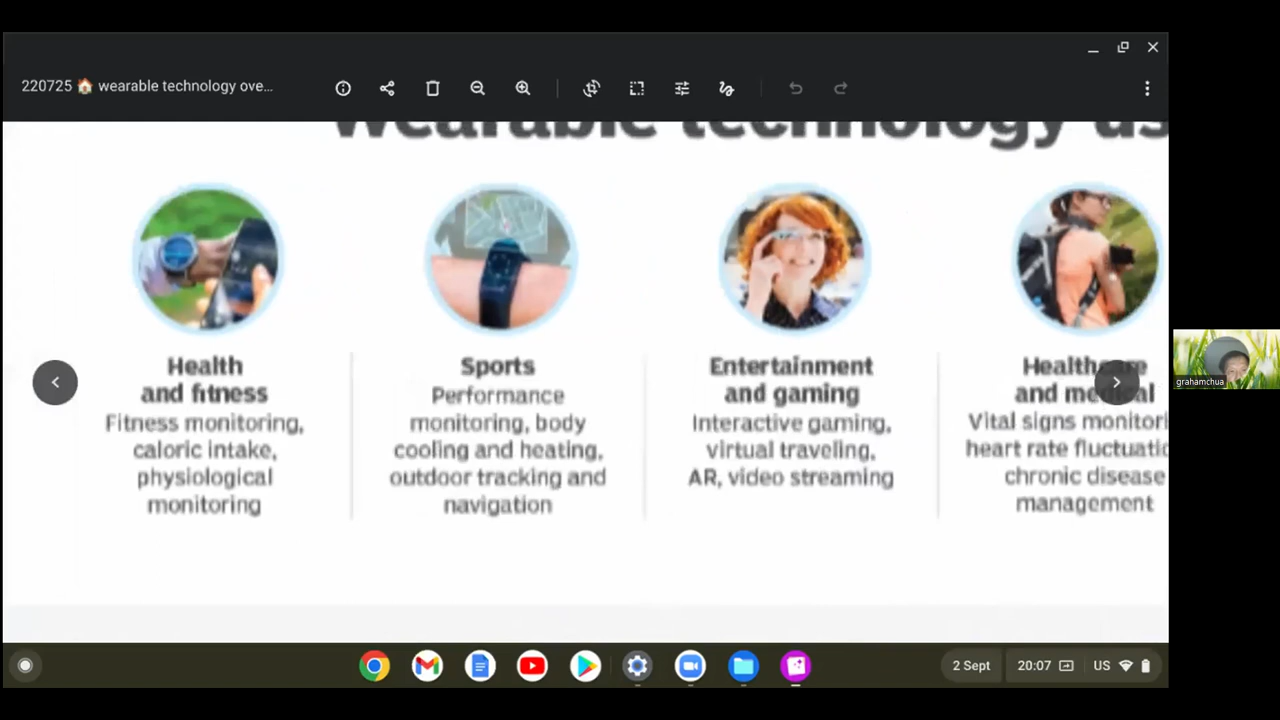 220725 🏠 wearable technology ove...
wearable technology us
Health
and fitness
Fitness monitoring,
caloric intake,
physiological
monitoring
Sports
Performance
monitoring, body
cooling and heating,
outdoor tracking and
navigation
Entertainment
and gaming
Interactive gaming,
virtual traveling,
AR, video streaming
Healthcare
and medical
Vital signs monitori
heart rate fluctuatio
chronic disease
management
grahamchua
2 Sept
20:07
US